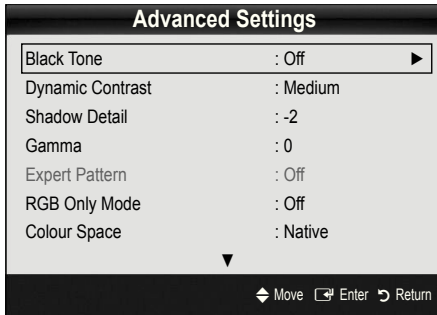 Advanced Settings
Black Tone : Off ▶
Dynamic Contrast : Medium
Shadow Detail : -2
Gamma : 0
Expert Pattern : Off
RGB Only Mode : Off
Colour Space : Native
▼
Move Enter Return